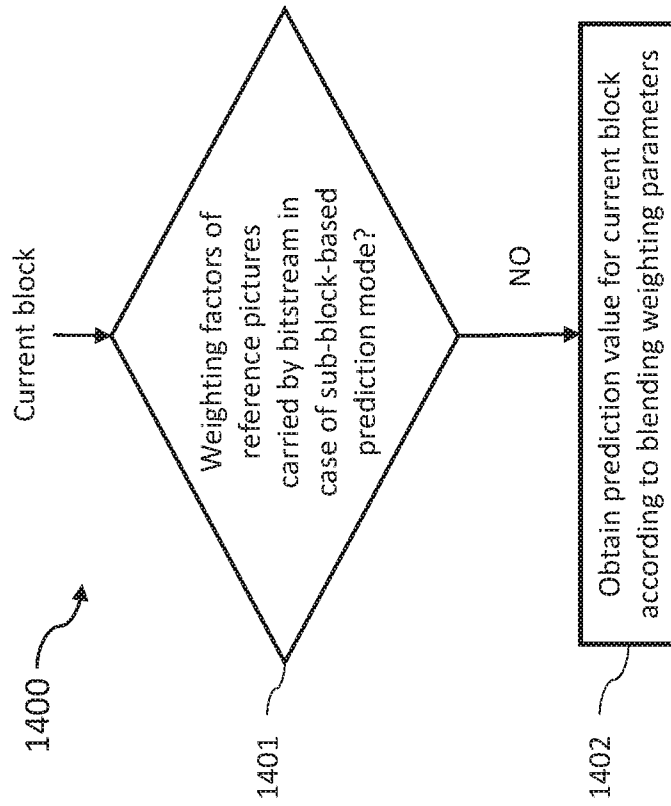 1400
Current block
1401
Weighting factors of
reference pictures
carried by bitstream in
case of sub-block-based
prediction mode?
NO
1402
Obtain prediction value for current block
according to blending weighting parameters